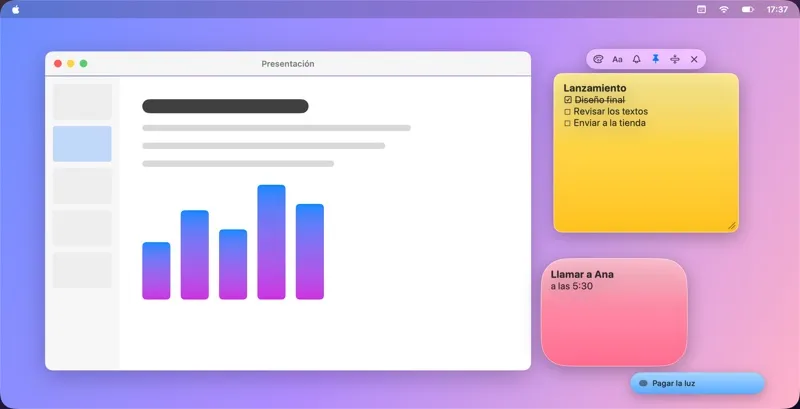 17:37
Presentación
Aa
Lanzamiento
☑ Diseño final
☐ Revisar los textos
☐ Enviar a la tienda
Llamar a Ana
a las 5:30
Pagar la luz